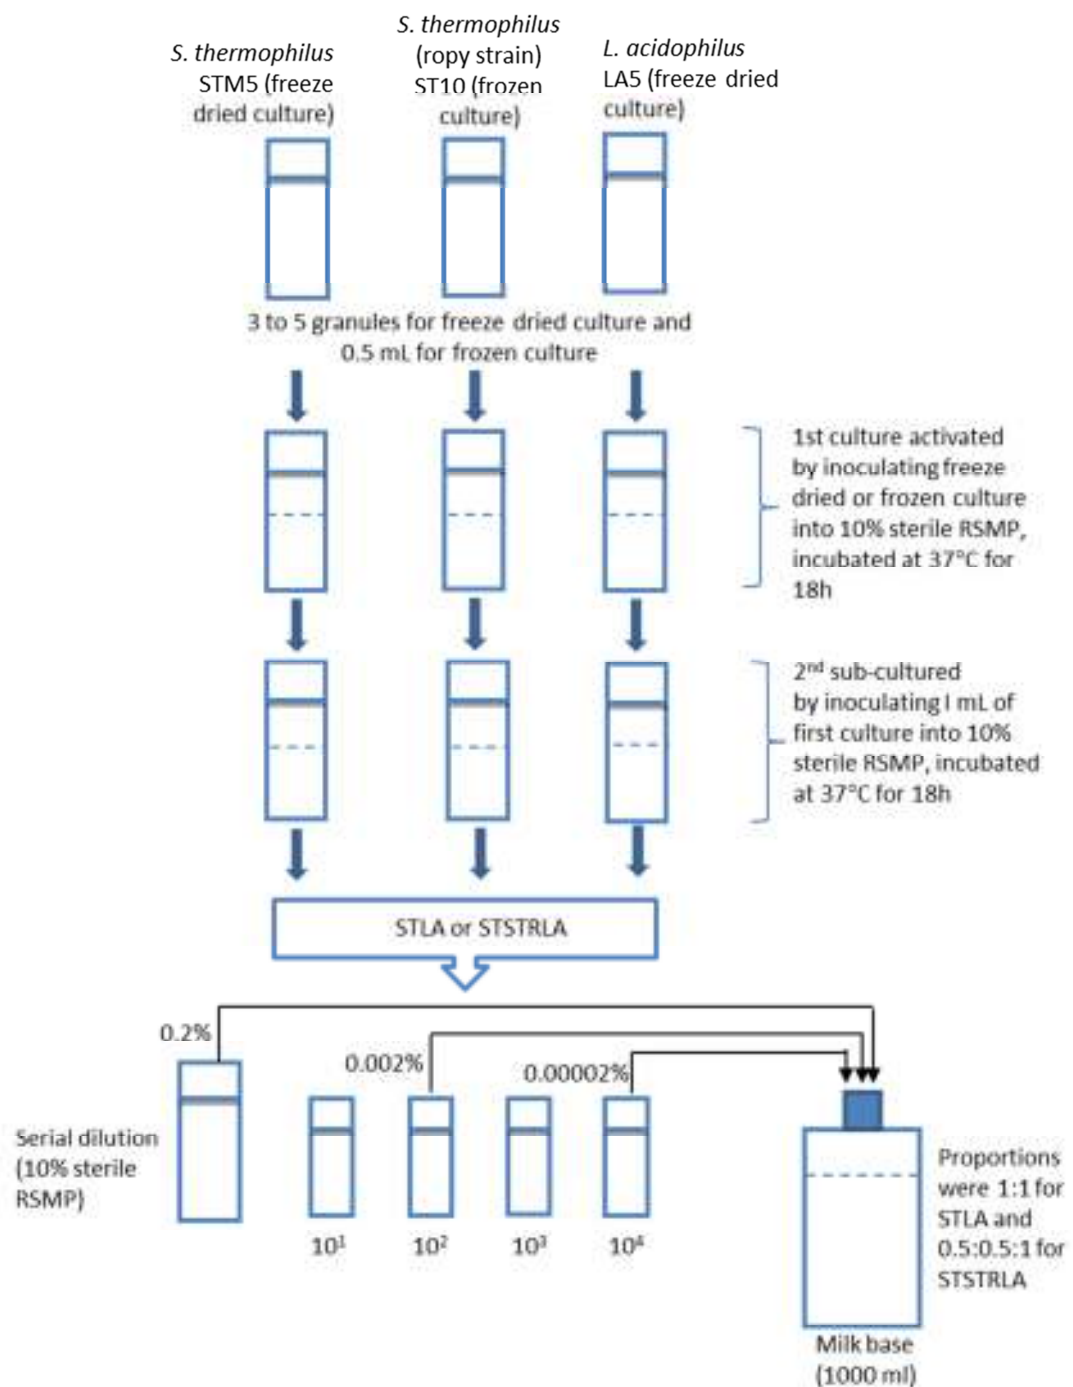 S. thermophilus
STM5 (freeze
dried culture)
S. thermophilus
(ropy strain)
ST10 (frozen
culture)
L. acidophilus
LA5 (freeze dried
culture)
3 to 5 granules for freeze dried culture and
0.5 mL for frozen culture
1st culture activated
by inoculating freeze
dried or frozen culture
into 10% sterile RSMP,
incubated at 37°C for
18h
2nd sub-cultured
by inoculating I mL of
first culture into 10%
sterile RSMP, incubated
at 37°C for 18h
STLA or STSTRLA
0.2%
0.002%
0.00002%
Serial dilution
(10% sterile
RSMP)
10¹
10²
10³
10⁴
Proportions
were 1:1 for
STLA and
0.5:0.5:1 for
STSTRLA
Milk base
(1000 ml)